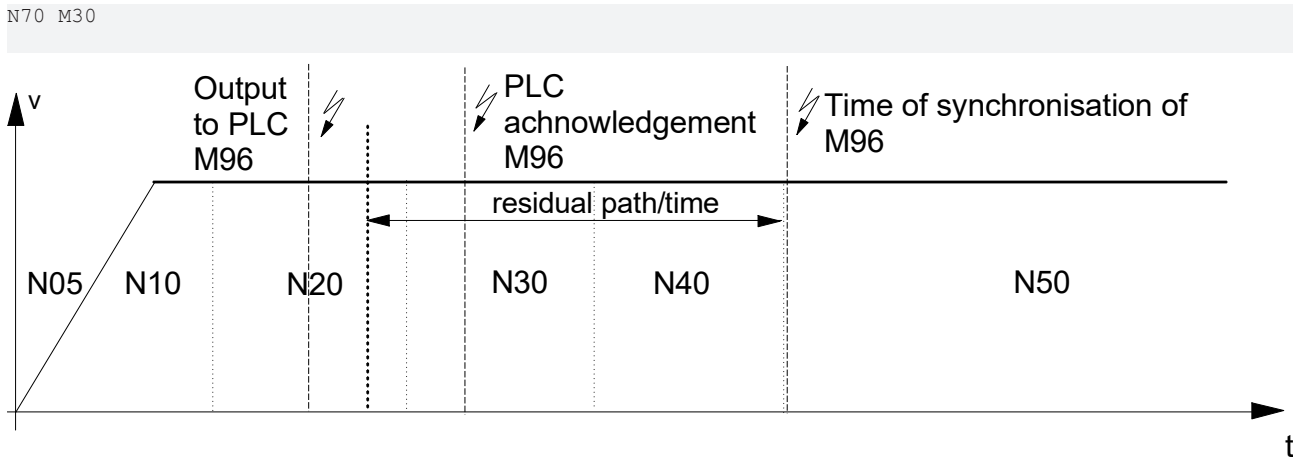 N70 M30
v
Output
to PLC
M96
PLC
achnowledgement
M96
Time of synchronisation of
M96
residual path/time
N05
N10
N20
N30
N40
N50
t